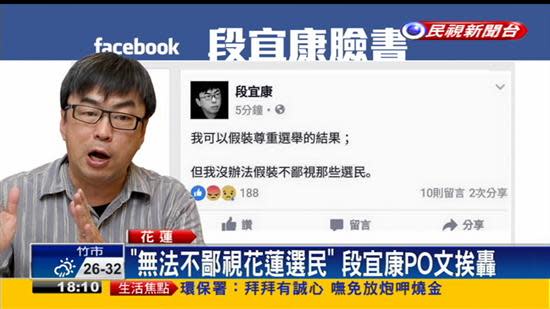 facebook 段宜康臉書
民視新聞台
段宜康
5分鐘
我可以假裝尊重選舉的結果；
但我沒辦法假裝不鄙視那些選民。
188
10則留言 2次分享
讚 留言 分享
花蓮
竹市
"無法不鄙視花蓮選民" 段宜康PO文挨轟
26-32
18:10 生活焦點 環保署：拜拜有誠心 嘸免放炮呷燒金